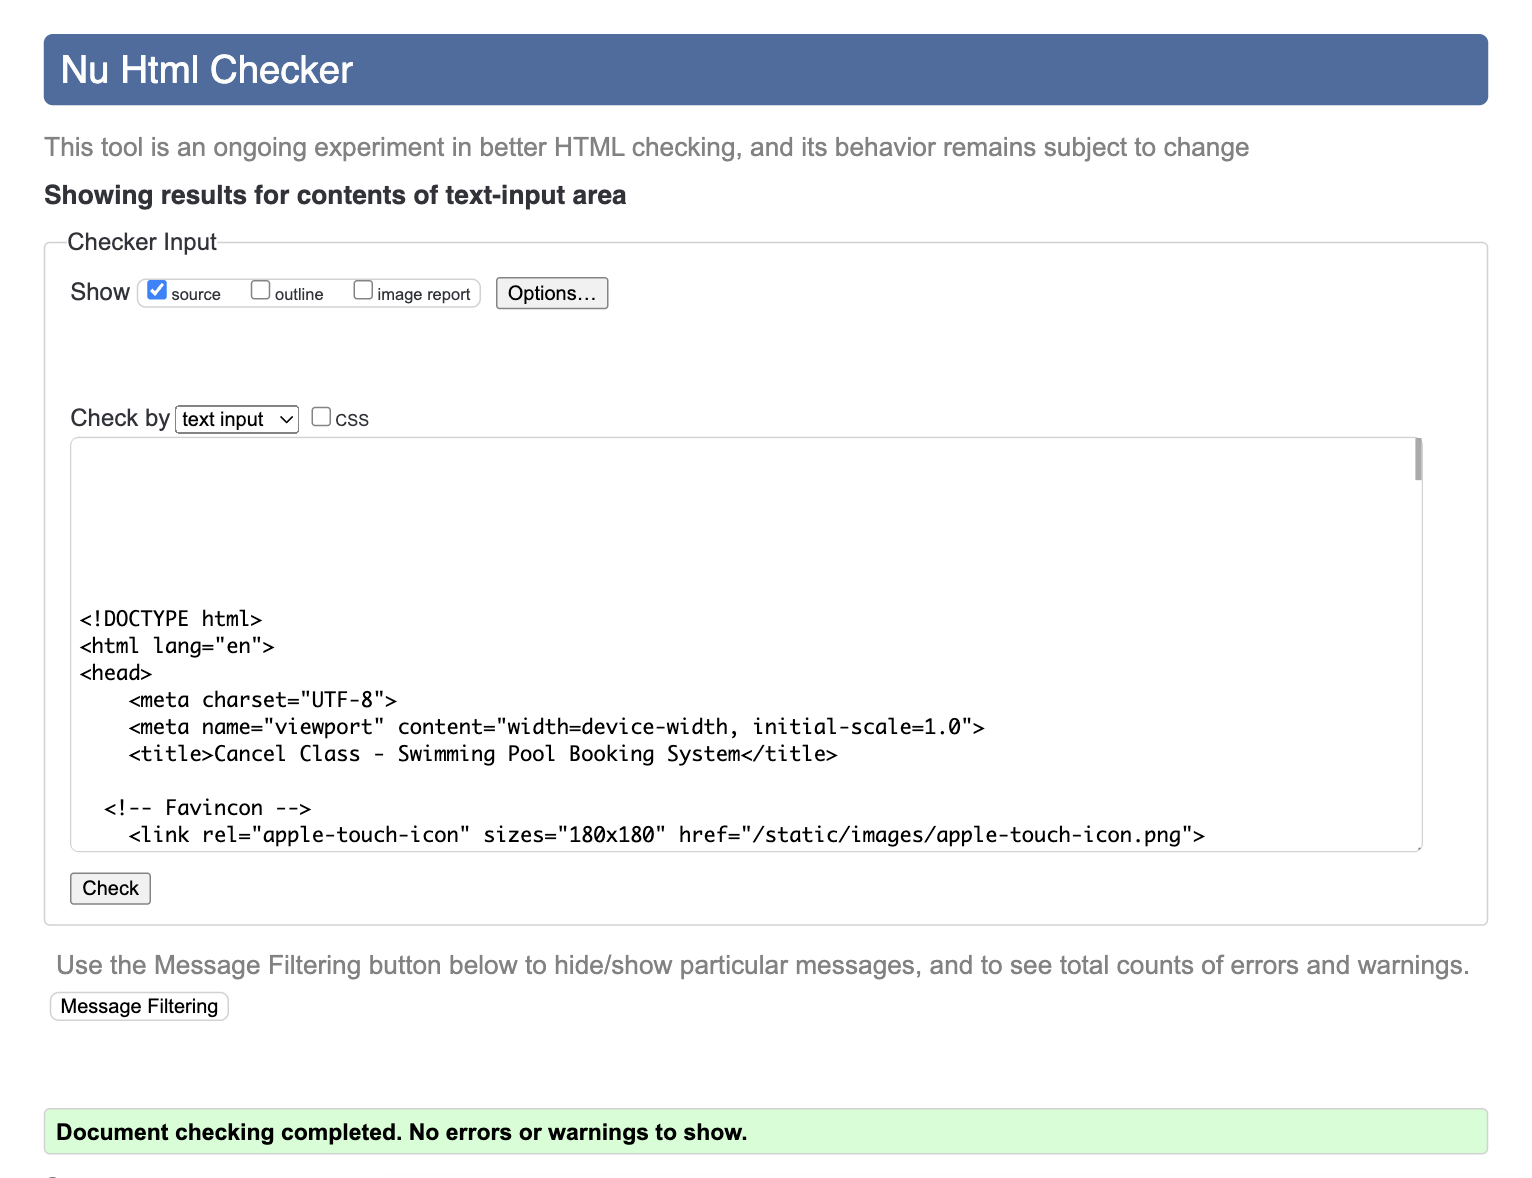 Nu Html Checker
This tool is an ongoing experiment in better HTML checking, and its behavior remains subject to change
Showing results for contents of text-input area
Checker Input
Show source outline image report Options...
Check by text input CSS
<!DOCTYPE html>
<html lang="en">
<head>
    <meta charset="UTF-8">
    <meta name="viewport" content="width=device-width, initial-scale=1.0">
    <title>Cancel Class - Swimming Pool Booking System</title>
  <!-- Favincon -->
    <link rel="apple-touch-icon" sizes="180x180" href="/static/images/apple-touch-icon.png">
Check
Use the Message Filtering button below to hide/show particular messages, and to see total counts of errors and warnings.
Message Filtering
Document checking completed. No errors or warnings to show.